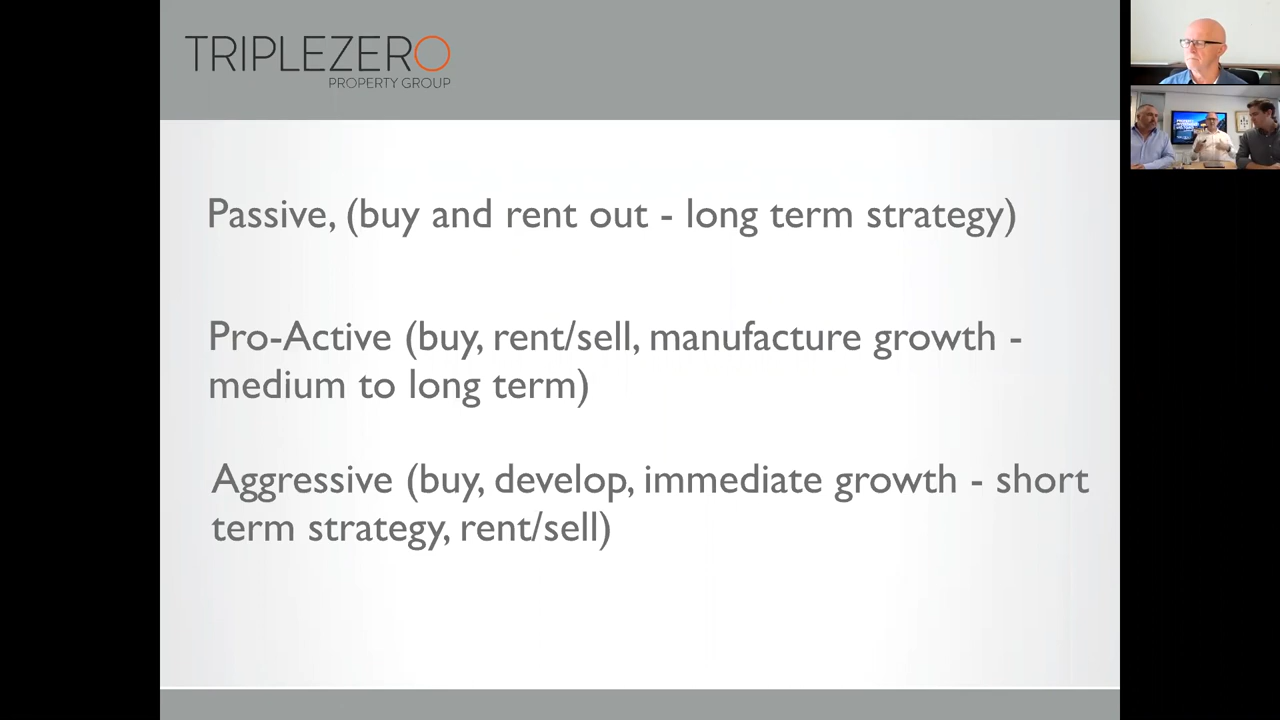 TRIPLEZERO
PROPERTY GROUP
Passive, (buy and rent out - long term strategy)
Pro-Active (buy, rent/sell, manufacture growth -
medium to long term)
Aggressive (buy, develop, immediate growth - short
term strategy, rent/sell)